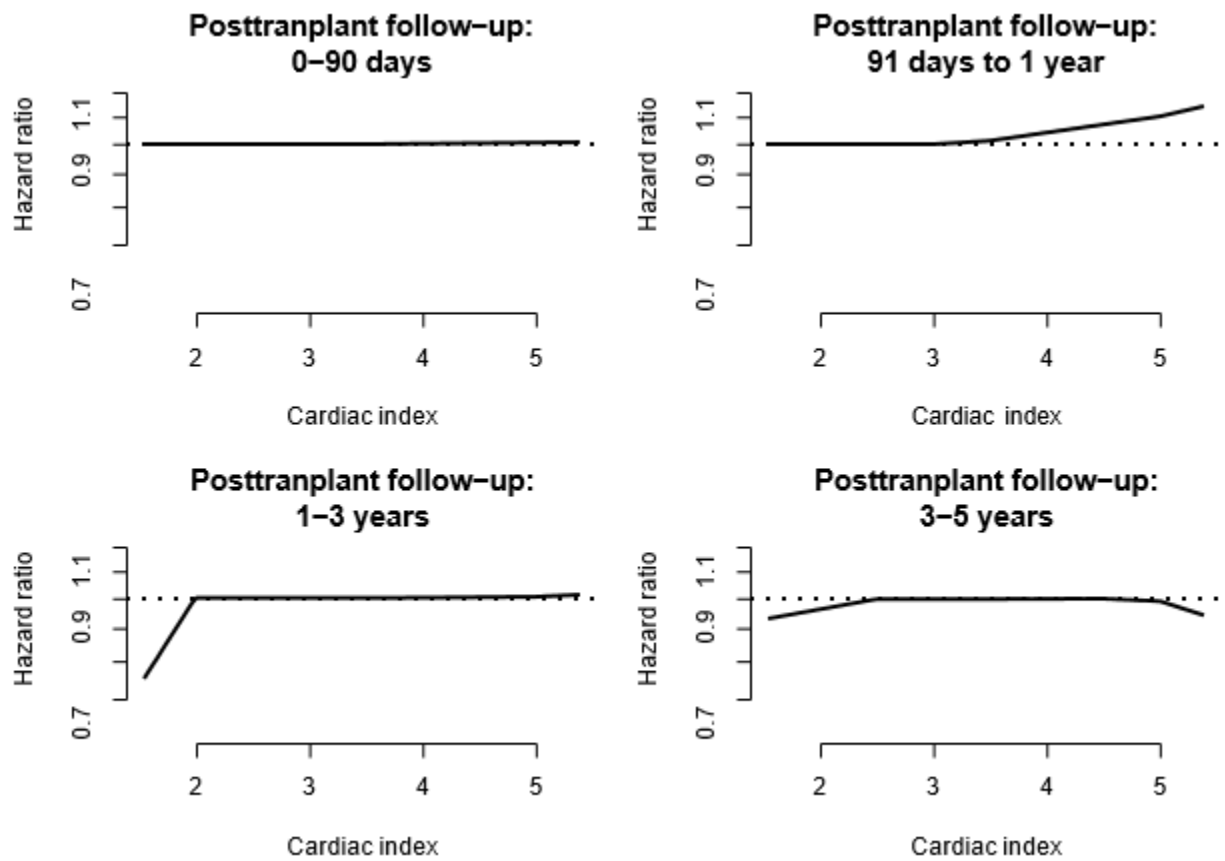 Posttranplant follow−up:
0−90 days
Hazard ratio
1.1
0.9
0.7
2 3 4 5
Cardiac index
Posttranplant follow−up:
91 days to 1 year
Hazard ratio
1.1
0.9
0.7
2 3 4 5
Cardiac index
Posttranplant follow−up:
1−3 years
Hazard ratio
1.1
0.9
0.7
2 3 4 5
Cardiac index
Posttranplant follow−up:
3−5 years
Hazard ratio
1.1
0.9
0.7
2 3 4 5
Cardiac index